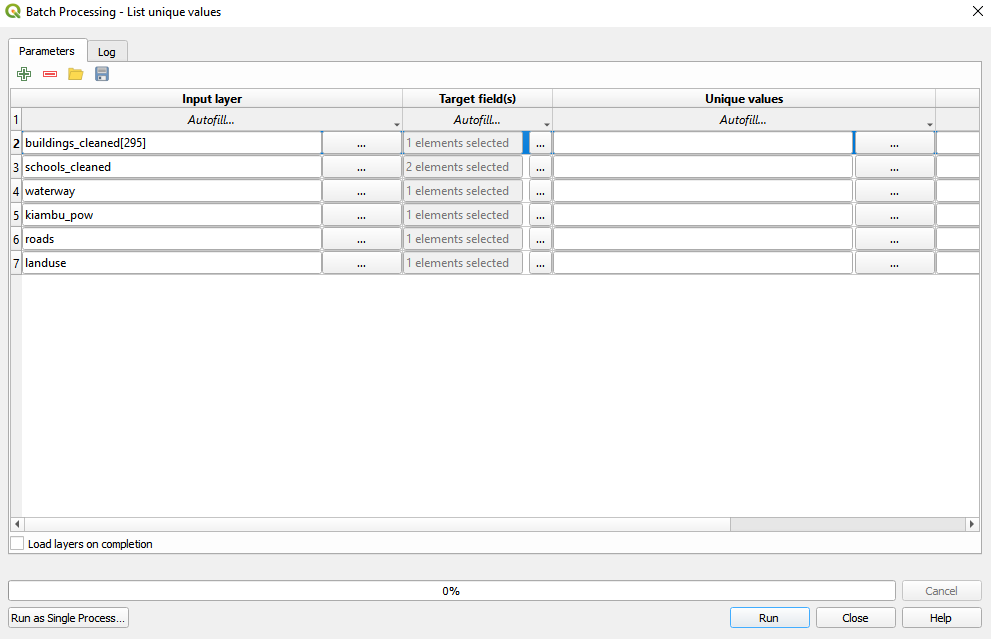 Batch Processing - List unique values
Parameters Log
Input layer Target field(s) Unique values
1 Autofill... Autofill... Autofill...
2 buildings_cleaned[295] ... 1 elements selected ... ...
3 schools_cleaned ... 2 elements selected ... ...
4 waterway ... 1 elements selected ... ...
5 kiambu_pow ... 1 elements selected ... ...
6 roads ... 1 elements selected ... ...
7 landuse ... 1 elements selected ... ...
Load layers on completion
0% Cancel
Run as Single Process... Run Close Help